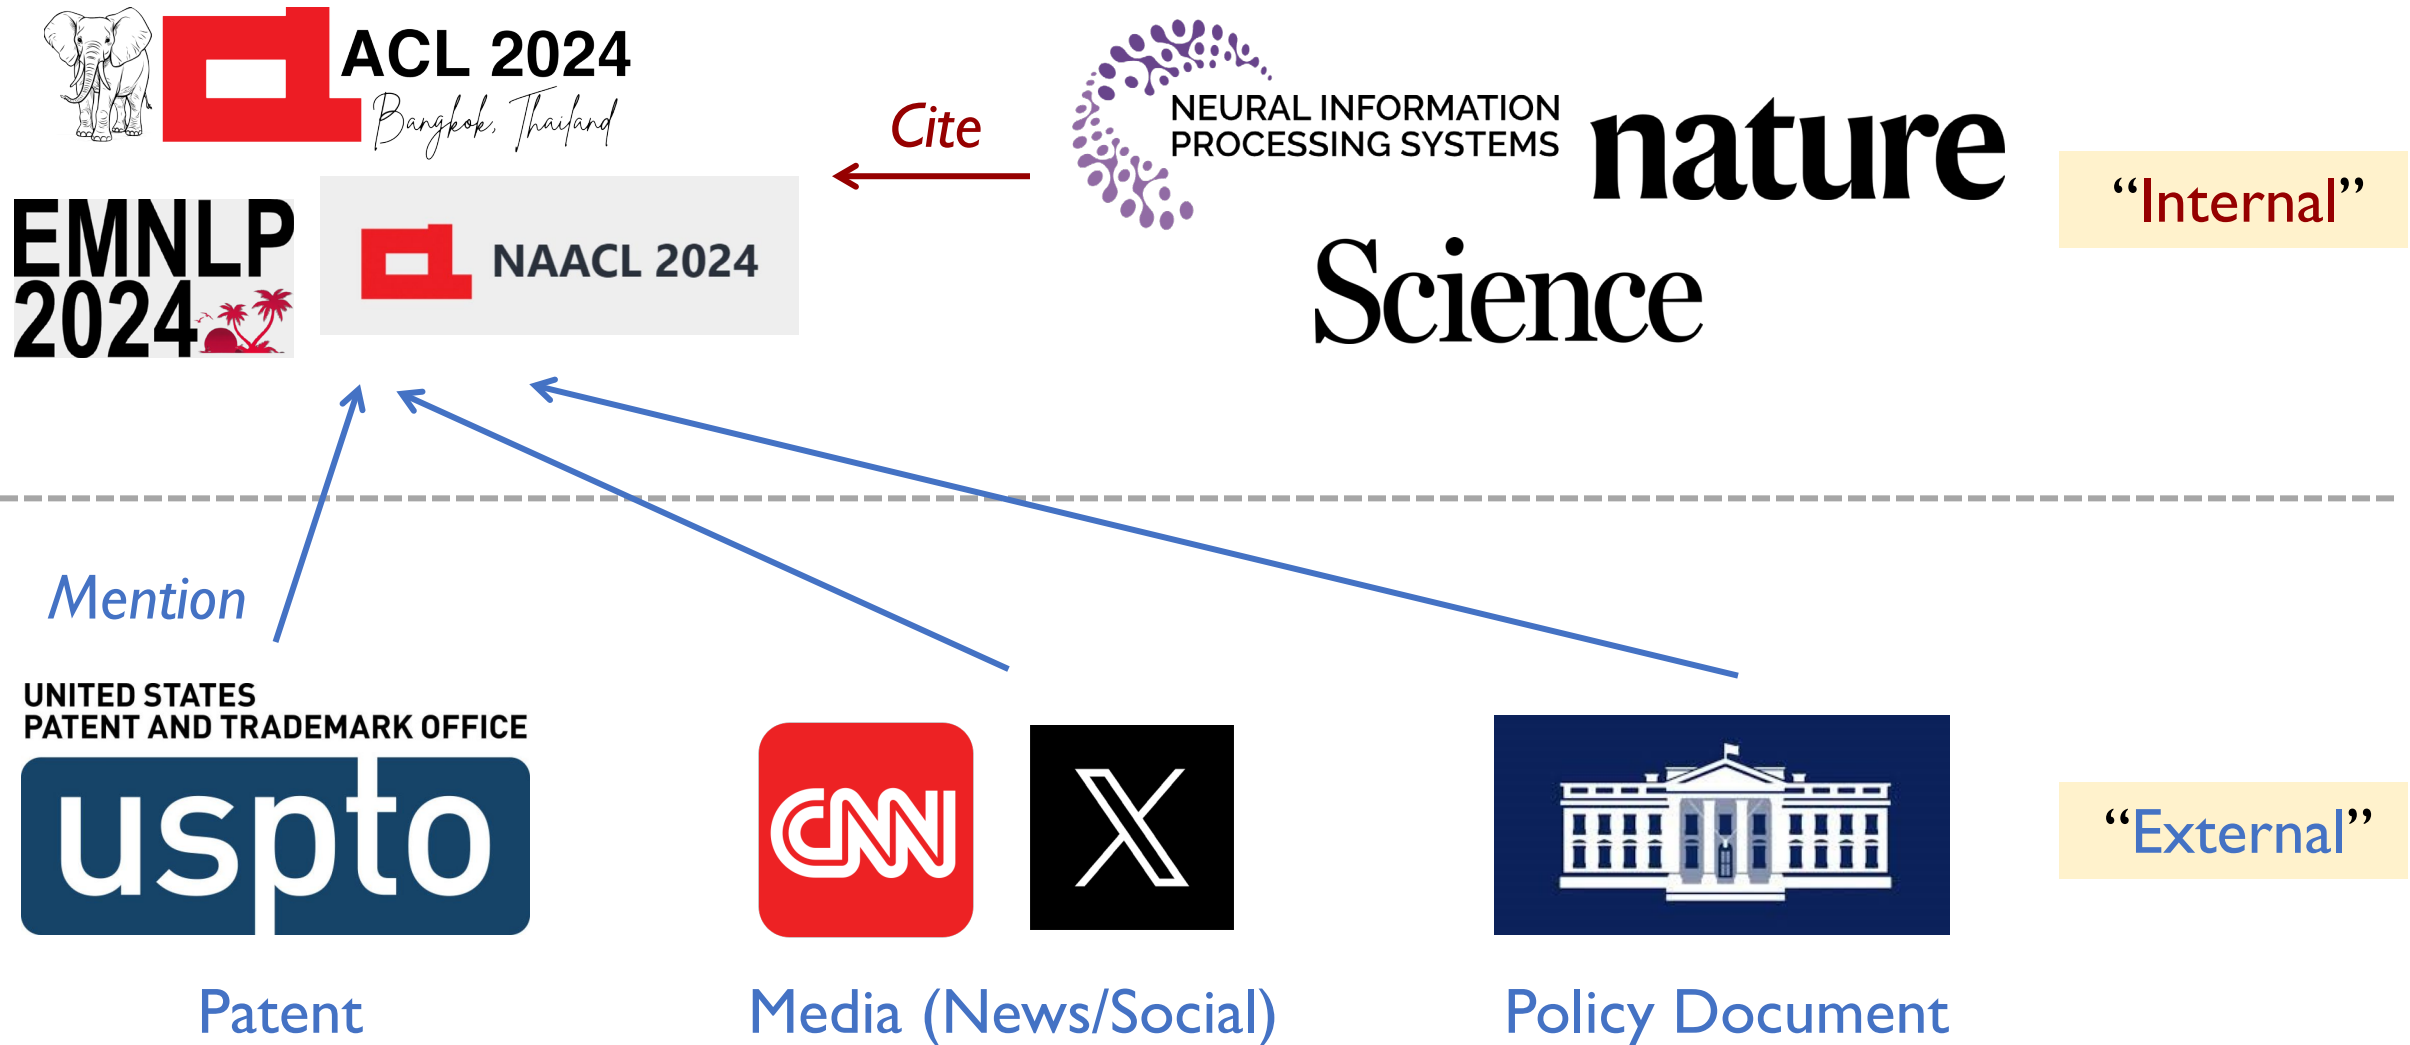 ACL 2024
Bangkok, Thailand
EMNLP
2024
NAACL 2024
Cite
NEURAL INFORMATION
PROCESSING SYSTEMS
nature
Science
“Internal”
Mention
UNITED STATES
PATENT AND TRADEMARK OFFICE
uspto
CNN
X
“External”
Patent
Media (News/Social)
Policy Document